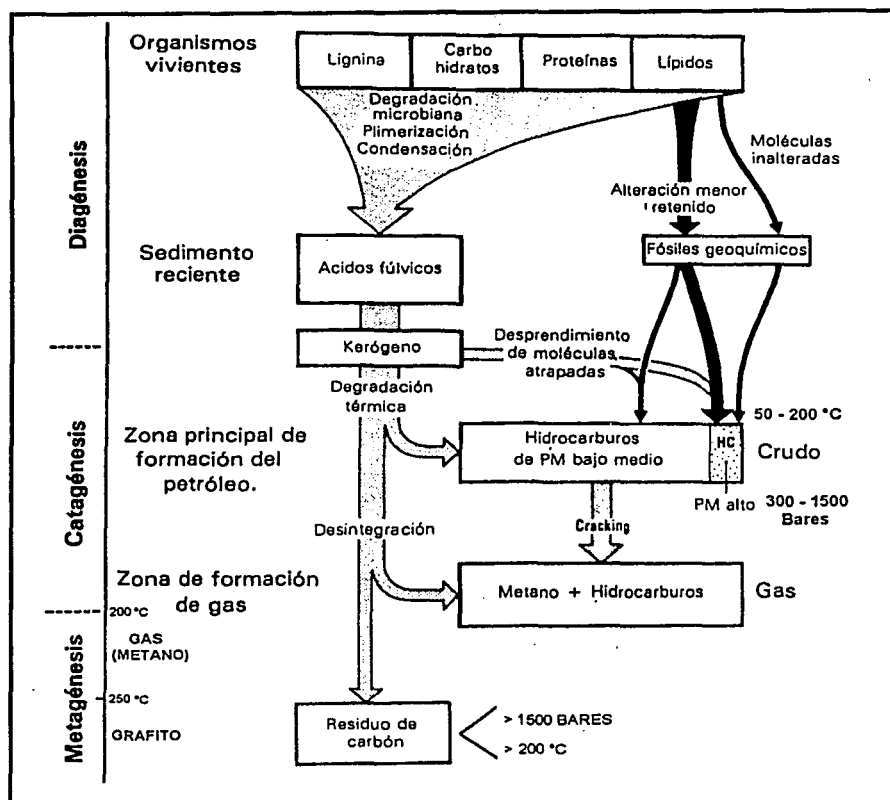 Organismos
vivientes
Lignina
Carbo
hidratos
Proteínas
Lípidos
Degradación
microbiana
Plimerización
Condensación
Moléculas
inalteradas
Alteración menor
retenido
Diagénesis
Sedimento
reciente
Acidos fúlvicos
Fósiles geoquímicos
Kerógeno
Desprendimiento
de moléculas
atrapadas
Degradación
térmica
50 - 200 °C
Catagénesis
Zona principal de
formación del
petróleo.
Hidrocarburos
de PM bajo medio
HC
Crudo
PM alto
300 - 1500
Bares
Desintegración
Cracking
Zona de formación
de gas
Metano + Hidrocarburos
Gas
200 °C
Metagénesis
GAS
(METANO)
250 °C
GRAFITO
Residuo de
carbón
> 1500 BARES
> 200 °C